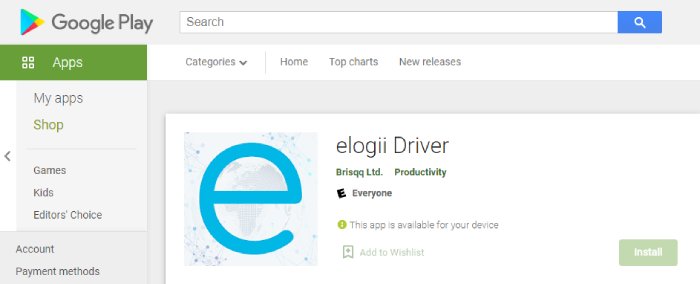 Google Play
Search
Apps
Categories
Home
Top charts
New releases
My apps
Shop
Games
Kids
Editors' Choice
Account
Payment methods
e
elogii Driver
Brisqq Ltd. Productivity
E Everyone
This app is available for your device
Add to Wishlist
Install